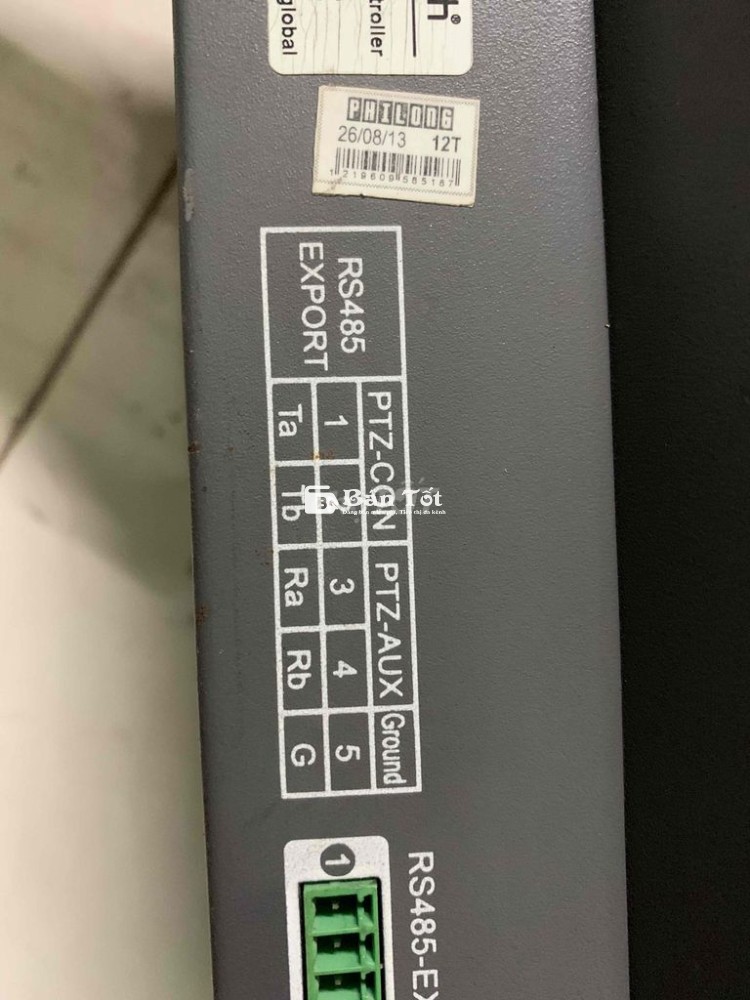 h®
troller
global
PHILONG
26/08/13 12T
1219609585187
RS485 EXPORT
PTZ-CON PTZ-AUX Ground
1 3 4 5
Ta Tb Ra Rb G
Bán Tốt
1
RS485-EX